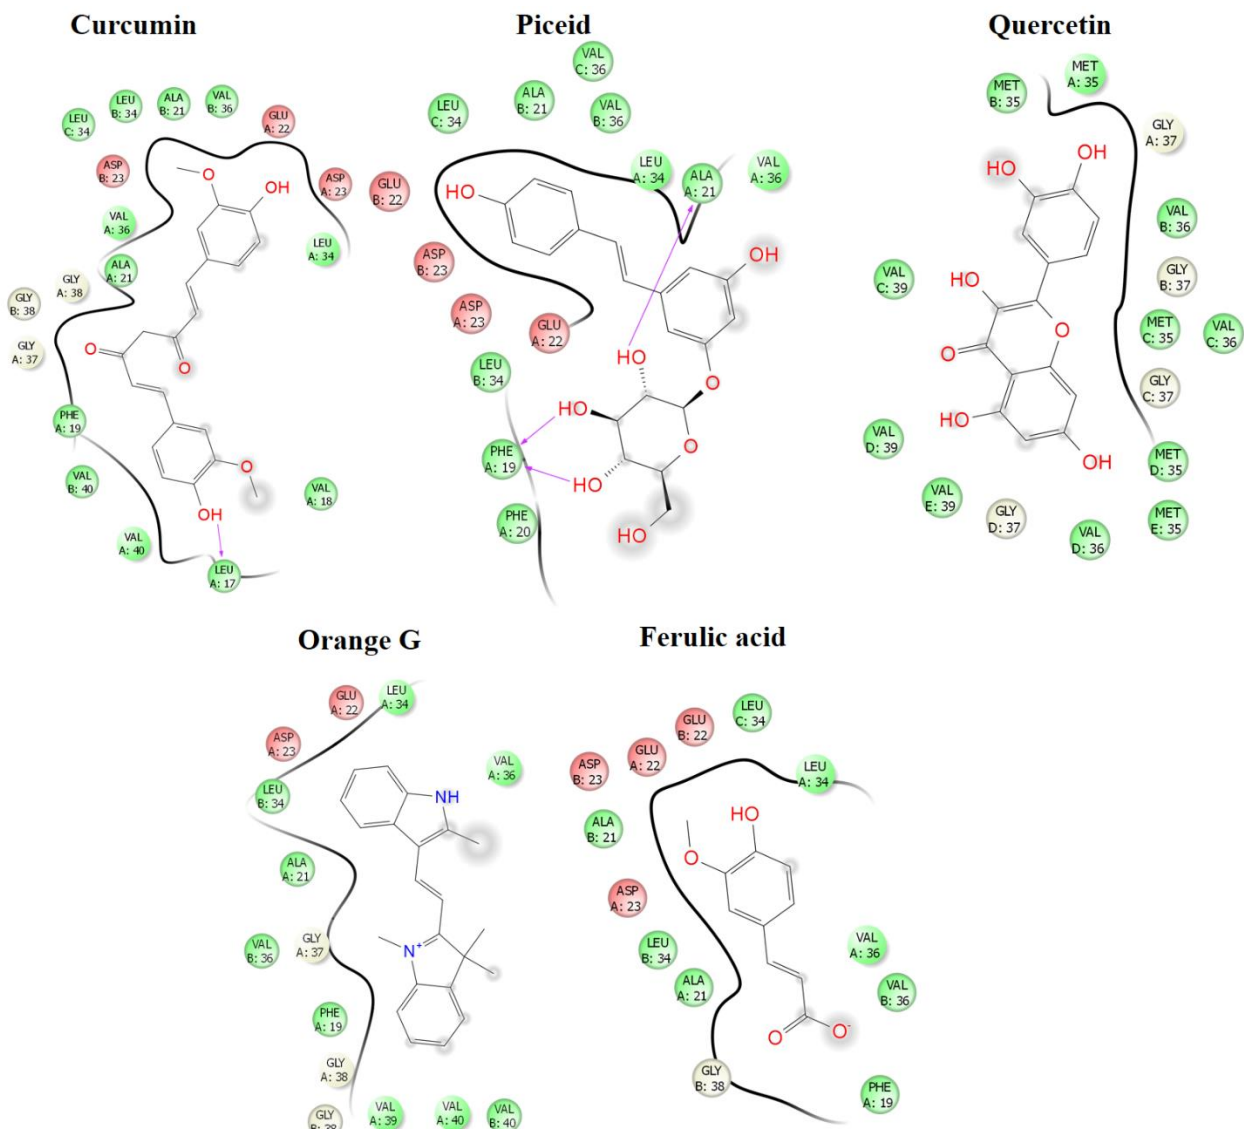 Curcumin
LEU
C: 34
LEU
B: 34
ALA
B: 21
VAL
B: 36
GLU
A: 22
ASP
B: 23
O
OH
ASP
A: 23
VAL
A: 36
LEU
A: 34
ALA
A: 21
GLY
A: 38
GLY
B: 38
GLY
A: 37
O
O
PHE
A: 19
VAL
B: 40
O
VAL
A: 18
OH
VAL
A: 40
LEU
A: 17
Piceid
VAL
C: 36
LEU
C: 34
ALA
B: 21
VAL
B: 36
LEU
A: 34
ALA
A: 21
VAL
A: 36
GLU
B: 22
HO
ASP
B: 23
OH
ASP
A: 23
GLU
A: 22
LEU
B: 34
HO
O
HO
PHE
A: 19
O
HO
PHE
A: 20
HO
Quercetin
MET
B: 35
MET
A: 35
GLY
A: 37
HO
OH
VAL
B: 36
VAL
C: 39
GLY
B: 37
HO
O
MET
C: 35
VAL
C: 36
O
GLY
C: 37
HO
VAL
D: 39
OH
MET
D: 35
VAL
E: 39
GLY
D: 37
VAL
D: 36
MET
E: 35
Orange G
GLU
A: 22
LEU
A: 34
ASP
A: 23
VAL
A: 36
LEU
B: 34
NH
ALA
A: 21
VAL
B: 36
GLY
A: 37
N+
PHE
A: 19
GLY
A: 38
GLY
B: 38
VAL
A: 39
VAL
A: 40
VAL
B: 40
Ferulic acid
GLU
B: 22
LEU
C: 34
ASP
B: 23
GLU
A: 22
LEU
A: 34
ALA
B: 21
HO
O
ASP
A: 23
LEU
B: 34
VAL
A: 36
ALA
A: 21
VAL
B: 36
O
O-
GLY
B: 38
PHE
A: 19